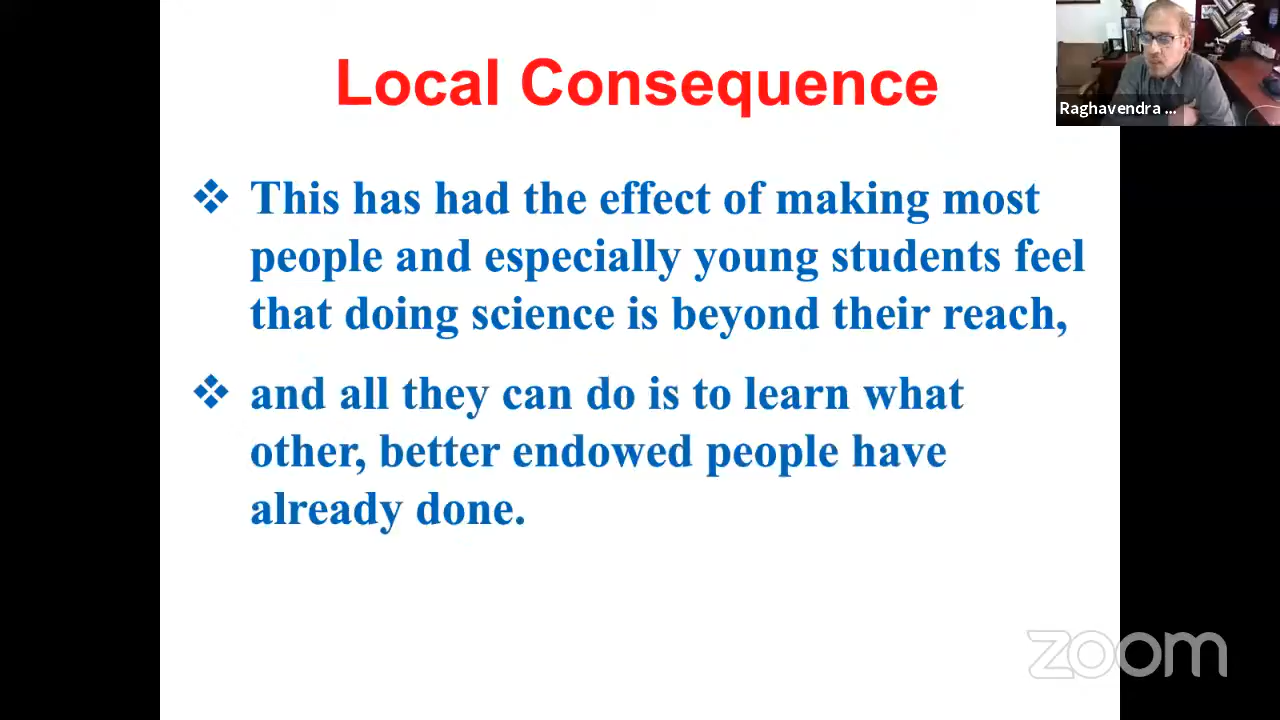 Local Consequence
Raghavendra ...
❖ This has had the effect of making most
people and especially young students feel
that doing science is beyond their reach,
❖ and all they can do is to learn what
other, better endowed people have
already done.
zoom